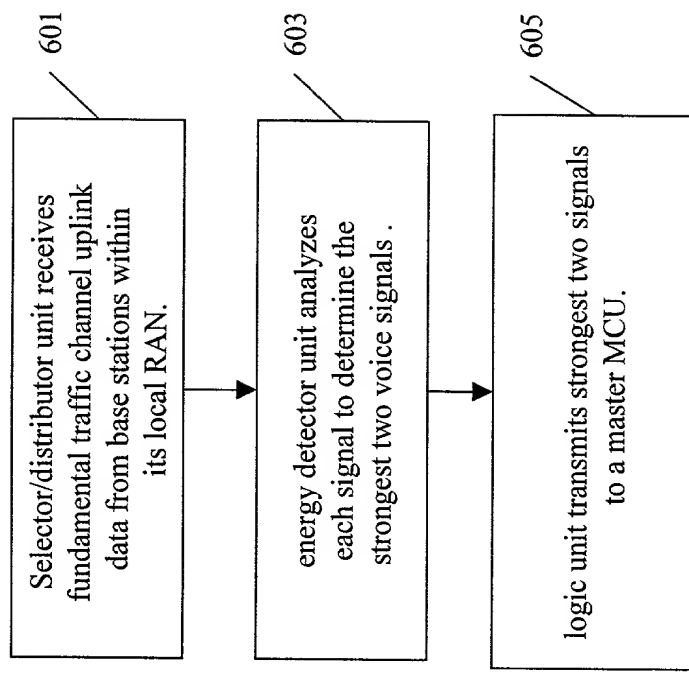 601
Selector/distributor unit receives
fundamental traffic channel uplink
data from base stations within
its local RAN.
603
energy detector unit analyzes
each signal to determine the
strongest two voice signals .
605
logic unit transmits strongest two signals
to a master MCU.